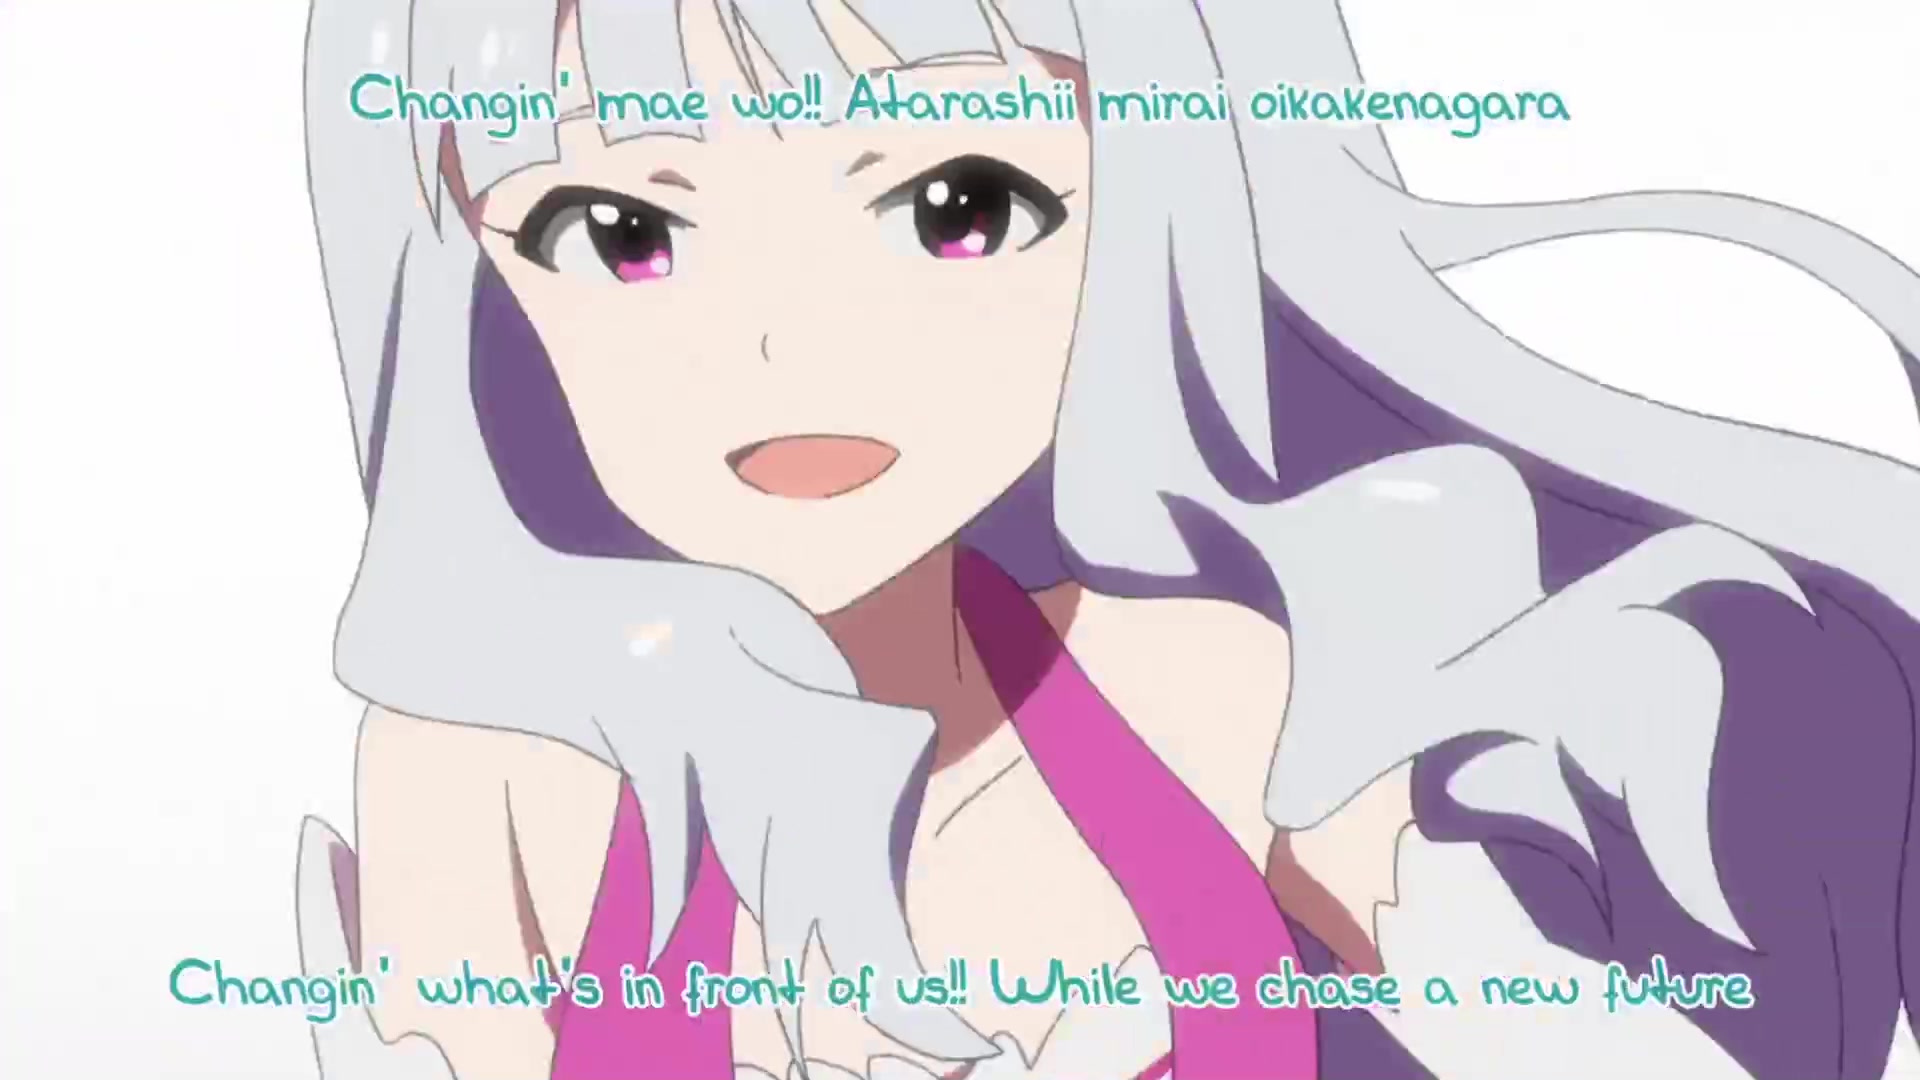 Changin' mae wo!! Atarashii mirai oikakenagara
Changin' what's in front of us!! While we chase a new future